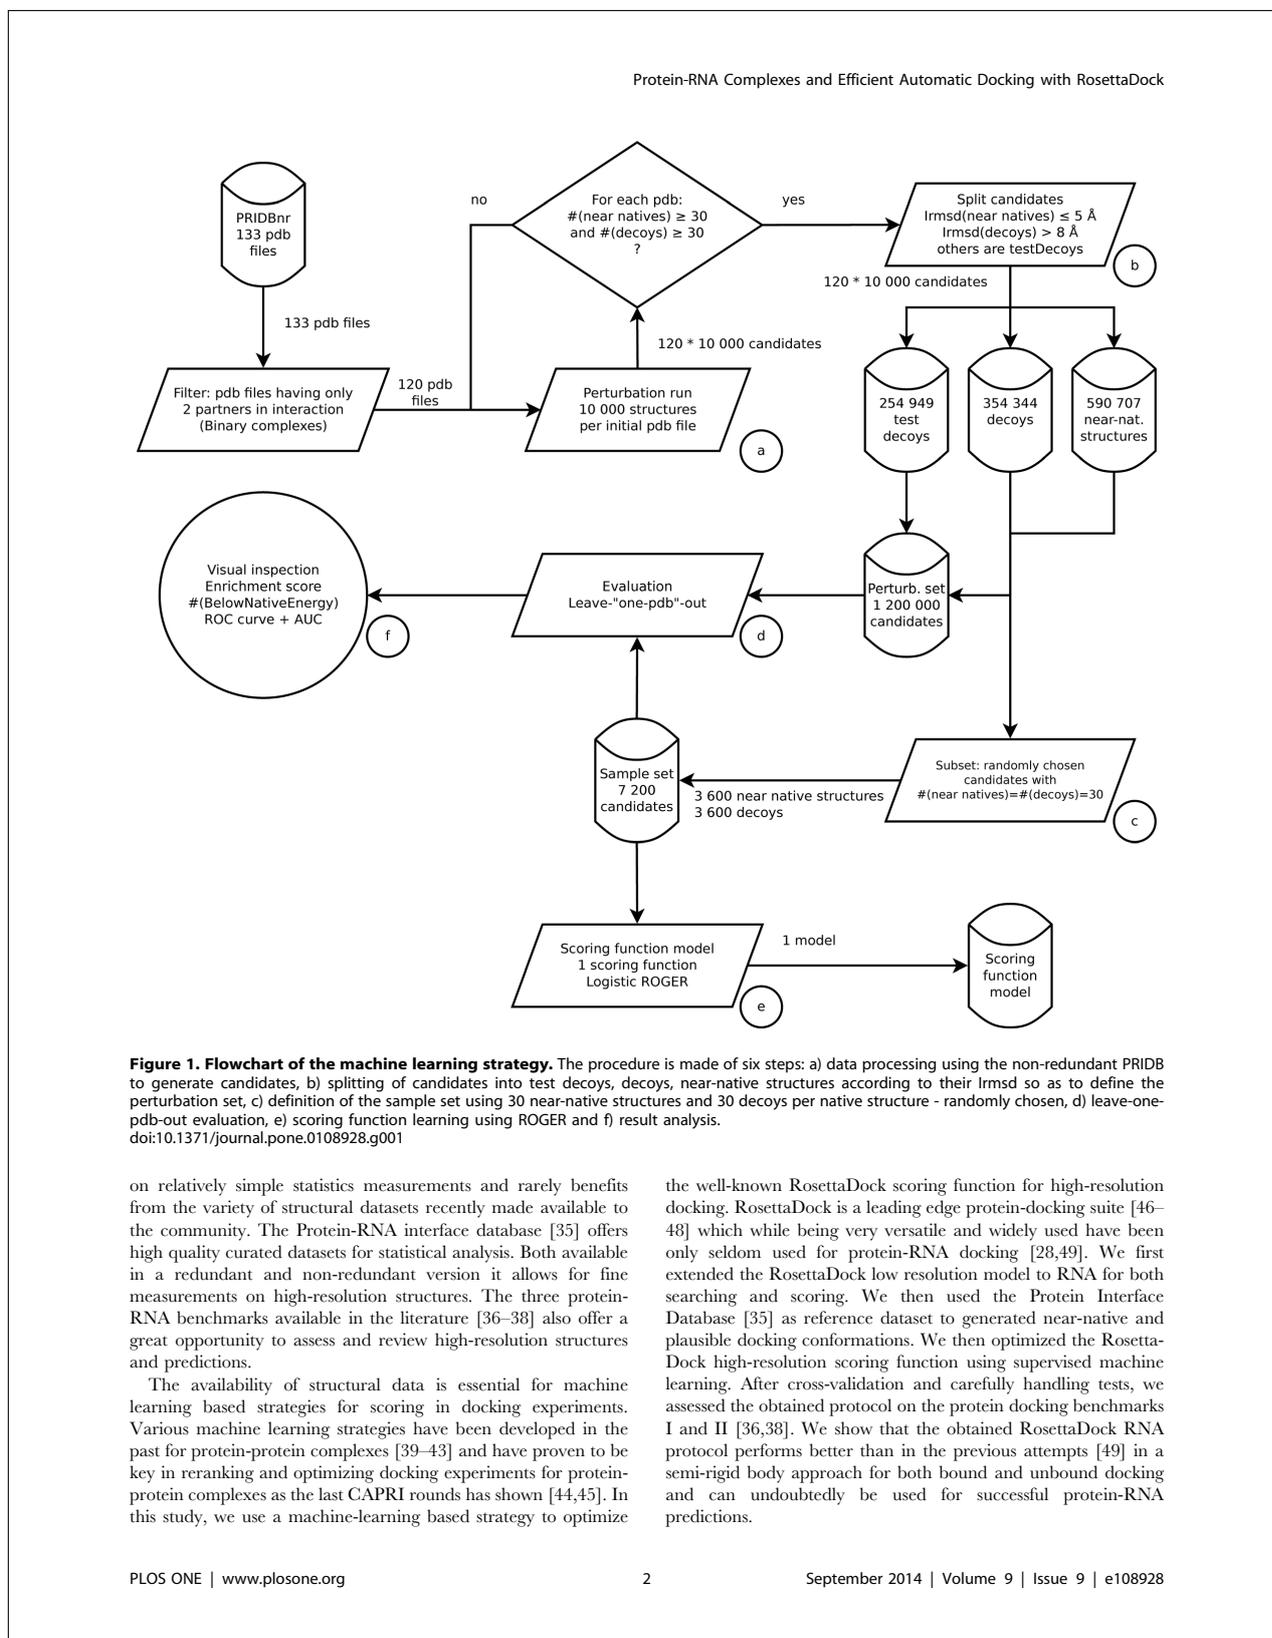 Protein-RNA Complexes and Efficient Automatic Docking with RosettaDock
PRIDBnr
133 pdb
files
133 pdb files
Filter: pdb files having only
2 partners in interaction
(Binary complexes)
120 pdb
files
no
For each pdb:
#(near natives) ≥ 30
and #(decoys) ≥ 30
?
yes
120 * 10 000 candidates
Perturbation run
10 000 structures
per initial pdb file
a
Split candidates
Irmsd(near natives) ≤ 5 Å
Irmsd(decoys) > 8 Å
others are testDecoys
b
120 * 10 000 candidates
254 949
test
decoys
354 344
decoys
590 707
near-nat.
structures
Visual inspection
Enrichment score
#(BelowNativeEnergy)
ROC curve + AUC
f
Evaluation
Leave-"one-pdb"-out
d
Perturb. set
1 200 000
candidates
Sample set
7 200
candidates
3 600 near native structures
3 600 decoys
Subset: randomly chosen
candidates with
#(near natives)=#(decoys)=30
c
Scoring function model
1 scoring function
Logistic ROGER
e
1 model
Scoring
function
model
Figure 1. Flowchart of the machine learning strategy. The procedure is made of six steps: a) data processing using the non-redundant PRIDB
to generate candidates, b) splitting of candidates into test decoys, decoys, near-native structures according to their Irmsd so as to define the
perturbation set, c) definition of the sample set using 30 near-native structures and 30 decoys per native structure - randomly chosen, d) leave-one-
pdb-out evaluation, e) scoring function learning using ROGER and f) result analysis.
doi:10.1371/journal.pone.0108928.g001
on relatively simple statistics measurements and rarely benefits
from the variety of structural datasets recently made available to
the community. The Protein-RNA interface database [35] offers
high quality curated datasets for statistical analysis. Both available
in a redundant and non-redundant version it allows for fine
measurements on high-resolution structures. The three protein-
RNA benchmarks available in the literature [36–38] also offer a
great opportunity to assess and review high-resolution structures
and predictions.
The availability of structural data is essential for machine
learning based strategies for scoring in docking experiments.
Various machine learning strategies have been developed in the
past for protein-protein complexes [39–43] and have proven to be
key in reranking and optimizing docking experiments for protein-
protein complexes as the last CAPRI rounds has shown [44,45]. In
this study, we use a machine-learning based strategy to optimize
the well-known RosettaDock scoring function for high-resolution
docking. RosettaDock is a leading edge protein-docking suite [46–
48] which while being very versatile and widely used have been
only seldom used for protein-RNA docking [28,49]. We first
extended the RosettaDock low resolution model to RNA for both
searching and scoring. We then used the Protein Interface
Database [35] as reference dataset to generated near-native and
plausible docking conformations. We then optimized the Rosetta-
Dock high-resolution scoring function using supervised machine
learning. After cross-validation and carefully handling tests, we
assessed the obtained protocol on the protein docking benchmarks
I and II [36,38]. We show that the obtained RosettaDock RNA
protocol performs better than in the previous attempts [49] in a
semi-rigid body approach for both bound and unbound docking
and can undoubtedly be used for successful protein-RNA
predictions.
PLOS ONE | www.plosone.org
2
September 2014 | Volume 9 | Issue 9 | e108928